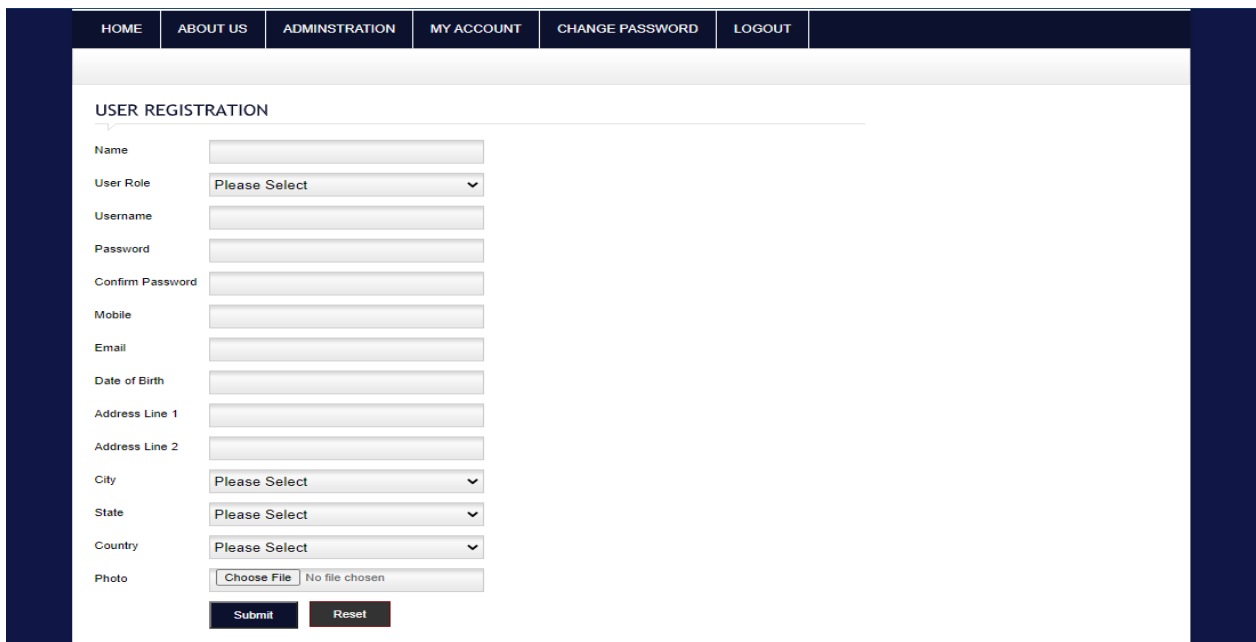 HOME ABOUT US ADMINSTRATION MY ACCOUNT CHANGE PASSWORD LOGOUT
USER REGISTRATION
Name
User Role Please Select
Username
Password
Confirm Password
Mobile
Email
Date of Birth
Address Line 1
Address Line 2
City Please Select
State Please Select
Country Please Select
Photo Choose File No file chosen
Submit Reset